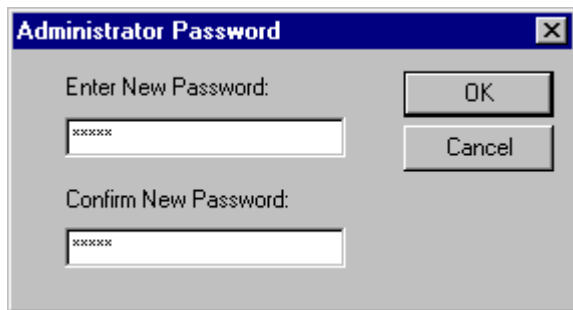 Administrator Password
Enter New Password:
OK
*****
Cancel
Confirm New Password:
*****